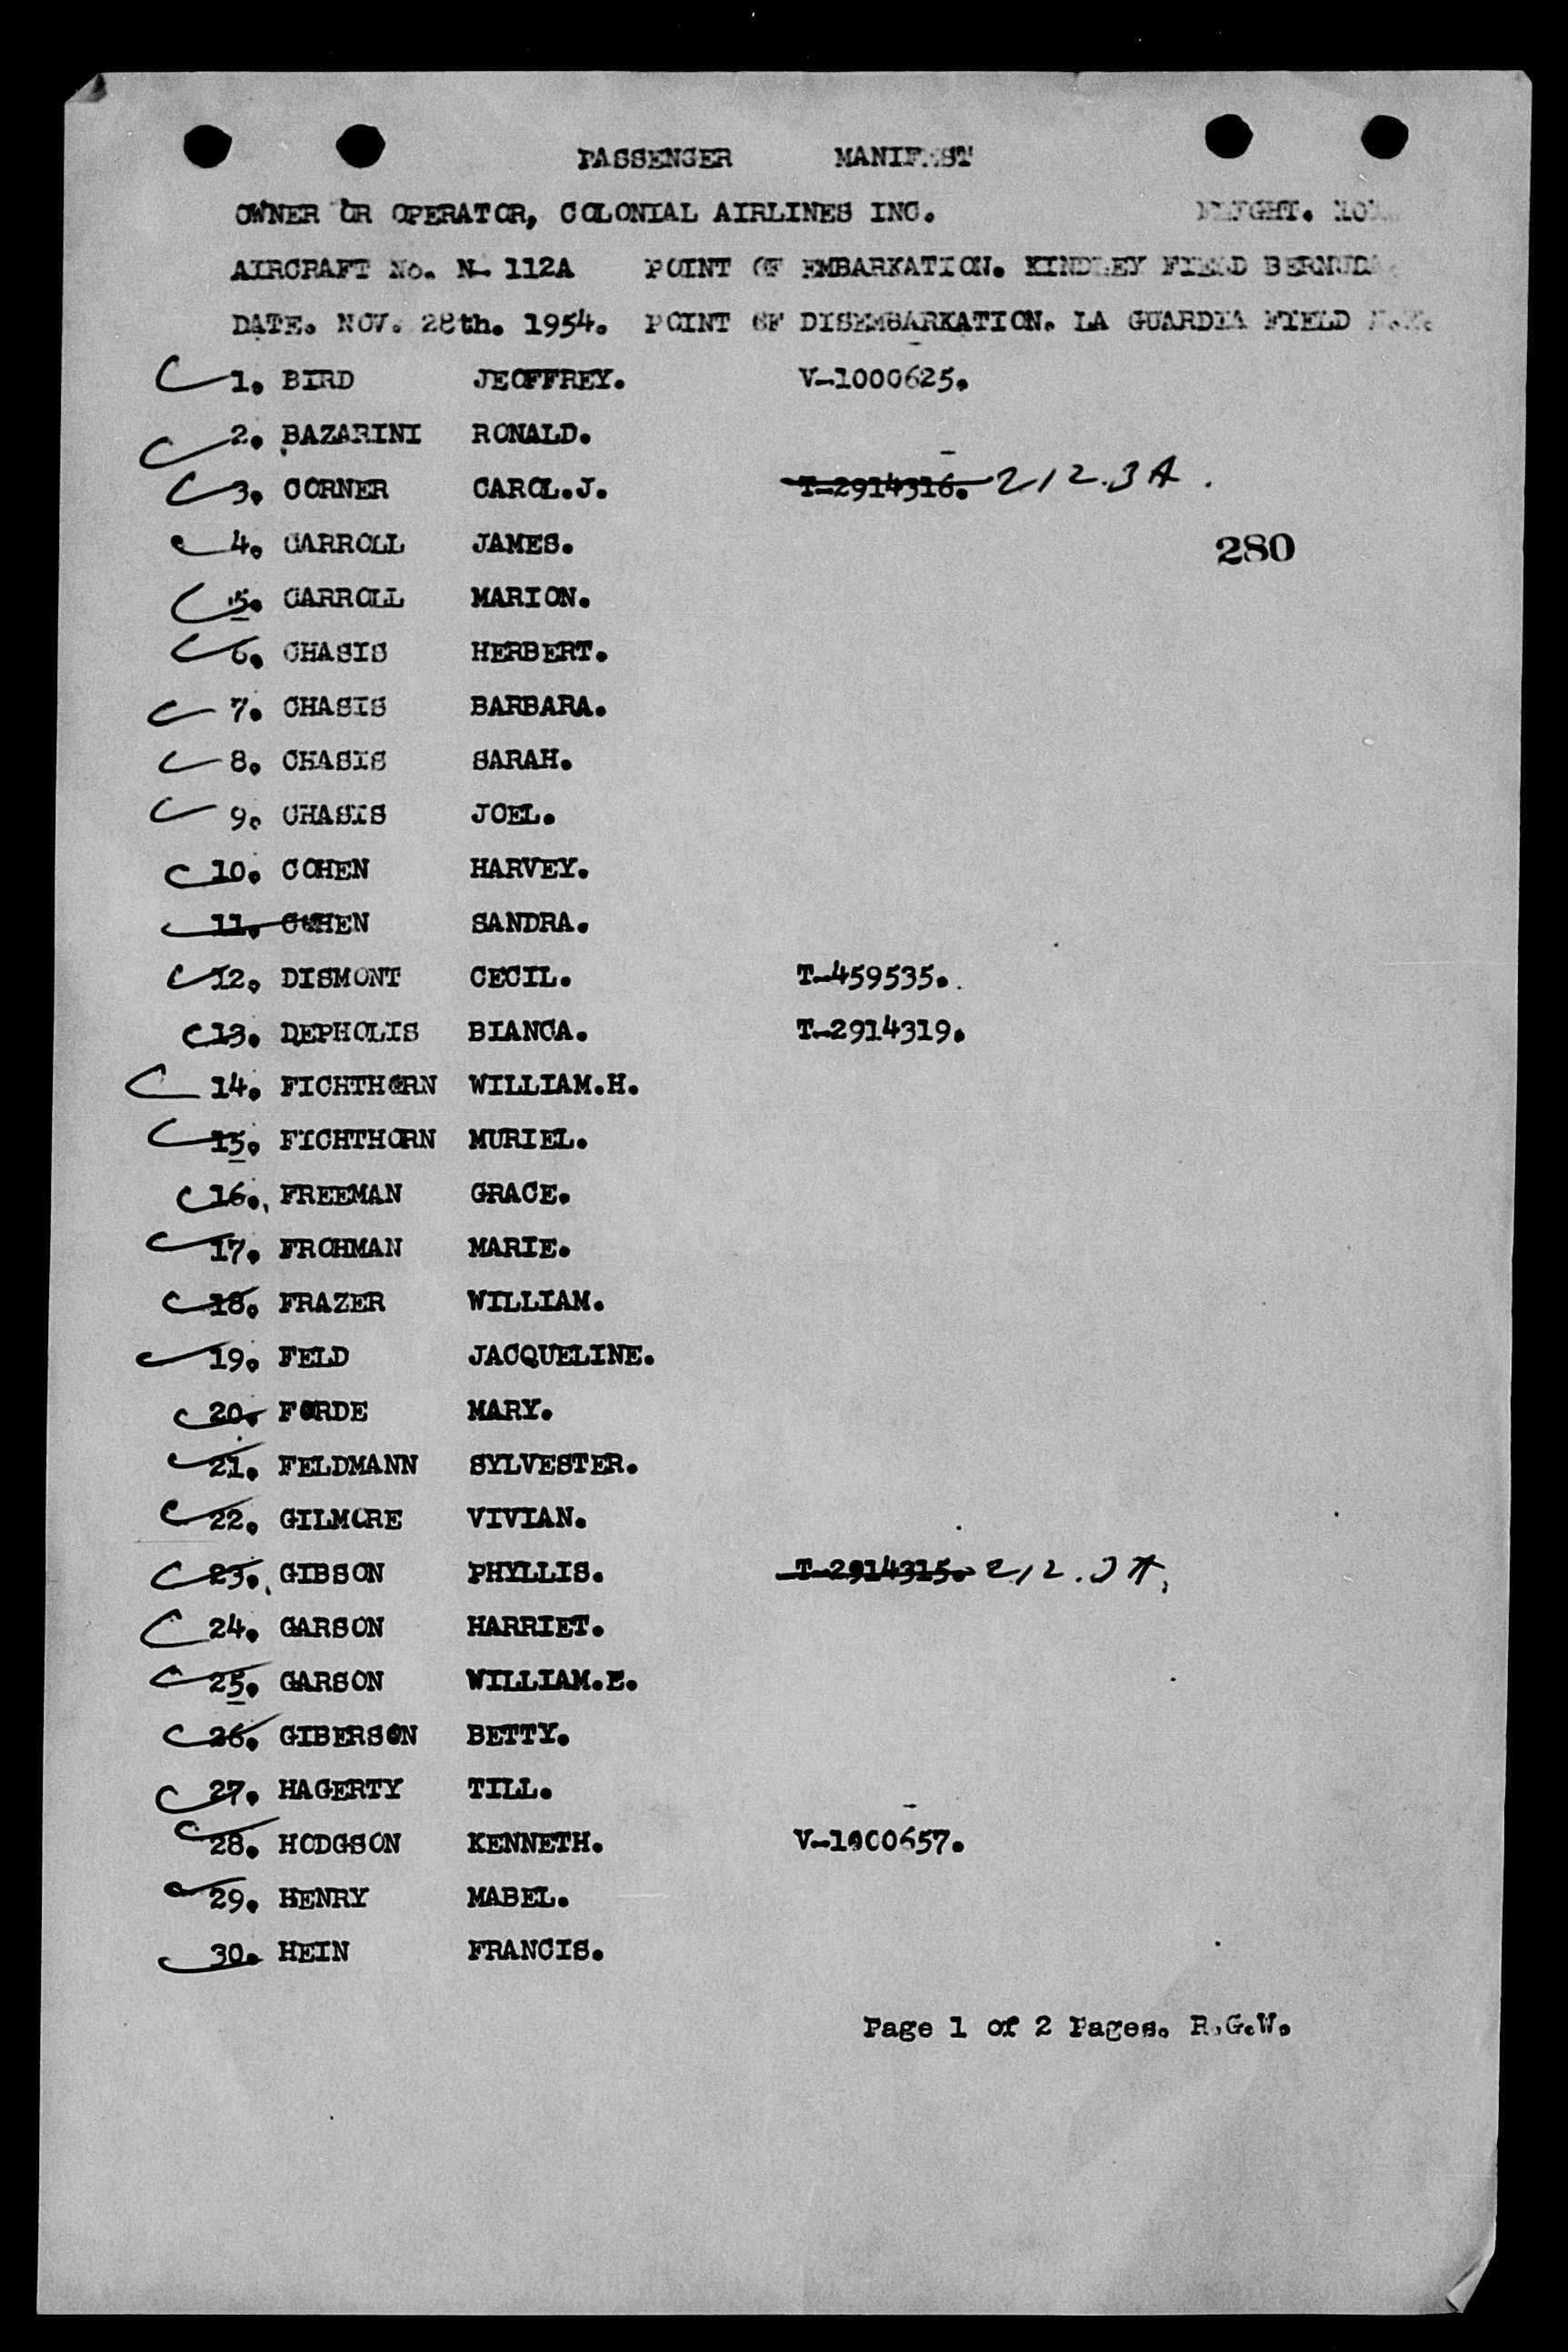 PASSENGER MANIFEST
OWNER OR OPERATOR, COLONIAL AIRLINES INC.
AIRCRAFT No. N- 112A POINT OF EMBARKATION. KINDLEY FIELD BERMUDA
DATE. NOV. 28th. 1954. POINT OF DISEMBARKATION. LA GUARDIA FIELD N.Y.
1. BIRD JEOFFREY. V-1000625.
2. BAZARINI RONALD.
3. CORNER CAROL.J. T-2914316. 212.3A.
280
4. CARROLL JAMES.
5. CARROLL MARION.
6. CHASIS HERBERT.
7. CHASIS BARBARA.
8. CHASIS SARAH.
9. CHASIS JOEL.
10. COHEN HARVEY.
11. COHEN SANDRA.
12. DISMONT CECIL. T-459535.
13. DEPHOLIS BIANCA. T-2914319.
14. FICHTHORN WILLIAM.H.
15. FICHTHORN MURIEL.
16. FREEMAN GRACE.
17. FROHMAN MARIE.
18. FRAZER WILLIAM.
19. FELD JACQUELINE.
20. FORDE MARY.
21. FELDMANN SYLVESTER.
22. GILMORE VIVIAN.
23. GIBSON PHYLLIS. T-2914315. 212.3A.
24. GARSON HARRIET.
25. GARSON WILLIAM.E.
26. GIBERSON BETTY.
27. HAGERTY TILL.
28. HODGSON KENNETH. V-1000657.
29. HENRY MABEL.
30. HEIN FRANCIS.
Page 1 of 2 Pages. R.G.W.